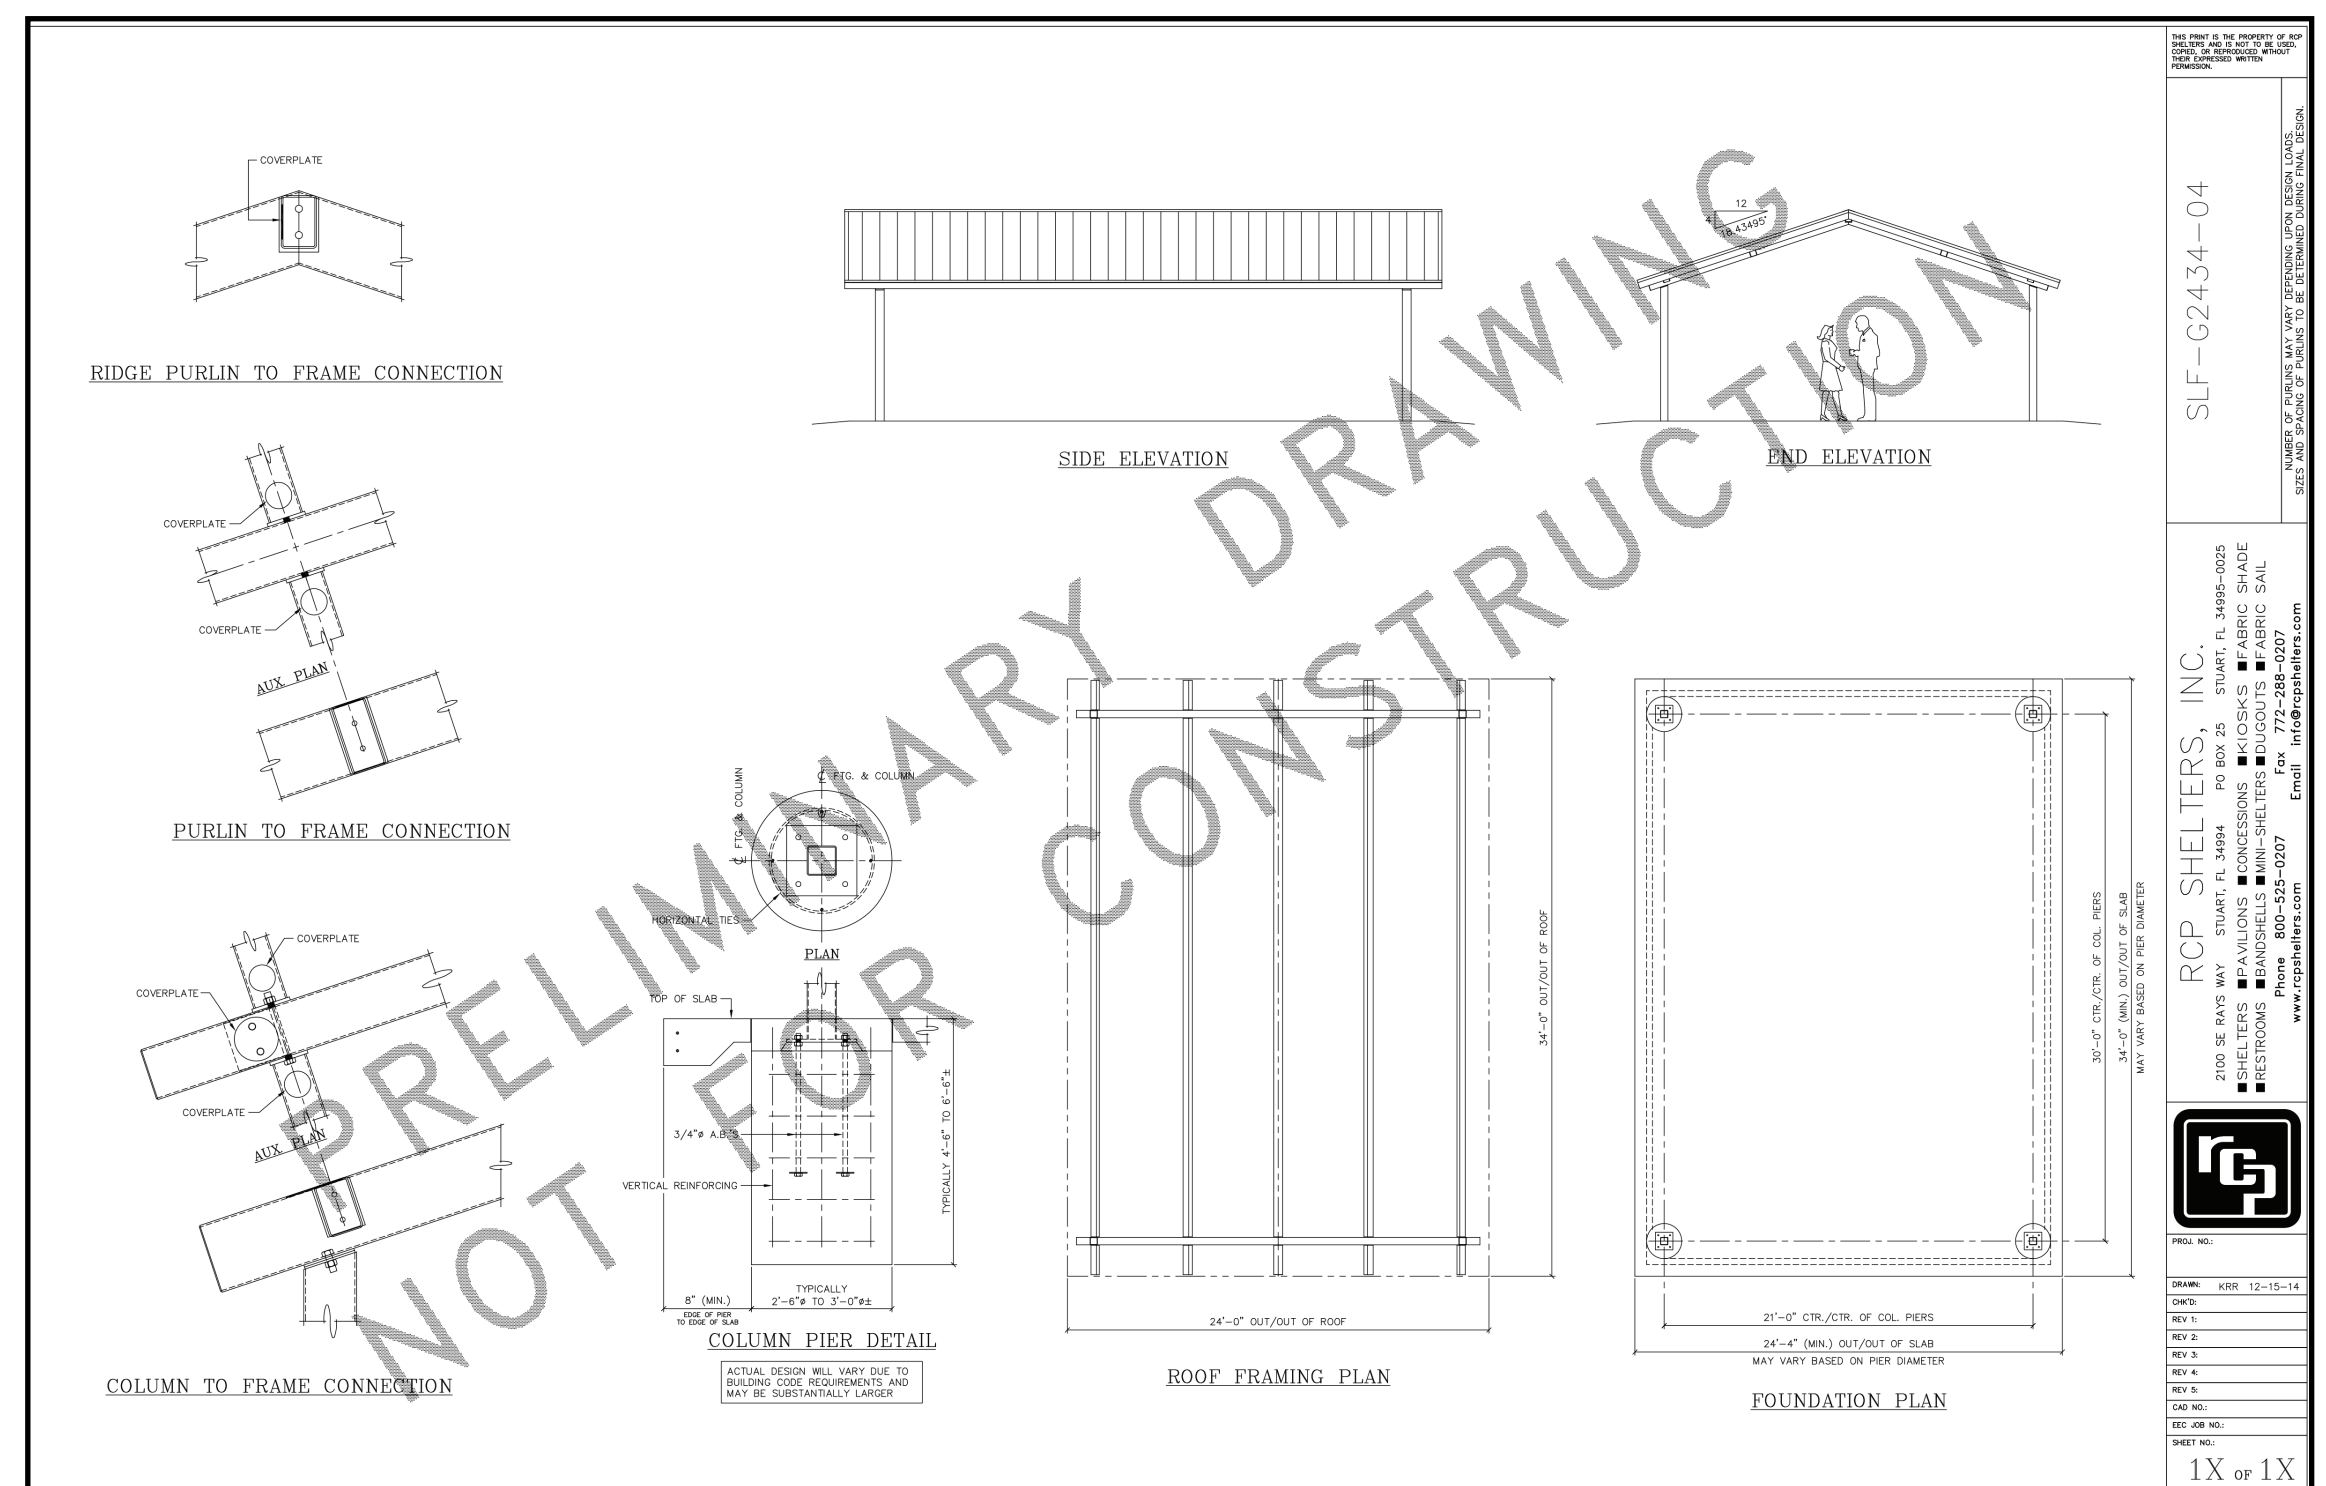 COVERPLATE
RIDGE PURLIN TO FRAME CONNECTION
COVERPLATE
COVERPLATE
AUX. PLAN
PURLIN TO FRAME CONNECTION
COVERPLATE
COVERPLATE
COVERPLATE
AUX. PLAN
COLUMN TO FRAME CONNECTION
SIDE ELEVATION
12
4
18.43495°
END ELEVATION
℄ FTG. & COLUMN
℄ FTG. & COLUMN
HORIZONTAL TIES
PLAN
TOP OF SLAB
3/4"ø A.B.'S
VERTICAL REINFORCING
TYPICALLY 4'-6" TO 6'-6"±
8" (MIN.)
EDGE OF PIER
TO EDGE OF SLAB
TYPICALLY
2'-6"ø TO 3'-0"ø±
COLUMN PIER DETAIL
ACTUAL DESIGN WILL VARY DUE TO
BUILDING CODE REQUIREMENTS AND
MAY BE SUBSTANTIALLY LARGER
34'-0" OUT/OUT OF ROOF
24'-0" OUT/OUT OF ROOF
ROOF FRAMING PLAN
30'-0" CTR./CTR. OF COL. PIERS
34'-0" (MIN.) OUT/OUT OF SLAB
MAY VARY BASED ON PIER DIAMETER
21'-0" CTR./CTR. OF COL. PIERS
24'-4" (MIN.) OUT/OUT OF SLAB
MAY VARY BASED ON PIER DIAMETER
FOUNDATION PLAN
PRELIMINARY DRAWING
NOT FOR CONSTRUCTION
THIS PRINT IS THE PROPERTY OF RCP
SHELTERS AND IS NOT TO BE USED,
COPIED, OR REPRODUCED WITHOUT
THEIR EXPRESSED WRITTEN
PERMISSION.
SLF-G2434-04
NUMBER OF PURLINS MAY VARY DEPENDING UPON DESIGN LOADS.
SIZES AND SPACING OF PURLINS TO BE DETERMINED DURING FINAL DESIGN.
RCP SHELTERS, INC.
2100 SE RAYS WAY STUART, FL 34994 PO BOX 25 STUART, FL 34995-0025
■SHELTERS ■PAVILIONS ■CONCESSIONS ■KIOSKS ■FABRIC SHADE
■RESTROOMS ■BANDSHELLS ■MINI-SHELTERS ■DUGOUTS ■FABRIC SAIL
Phone 800-525-0207 Fax 772-288-0207
www.rcpshelters.com Email info@rcpshelters.com
rcp
PROJ. NO.:
DRAWN: KRR 12-15-14
CHK'D:
REV 1:
REV 2:
REV 3:
REV 4:
REV 5:
CAD NO.:
EEC JOB NO.:
SHEET NO.:
1X OF 1X